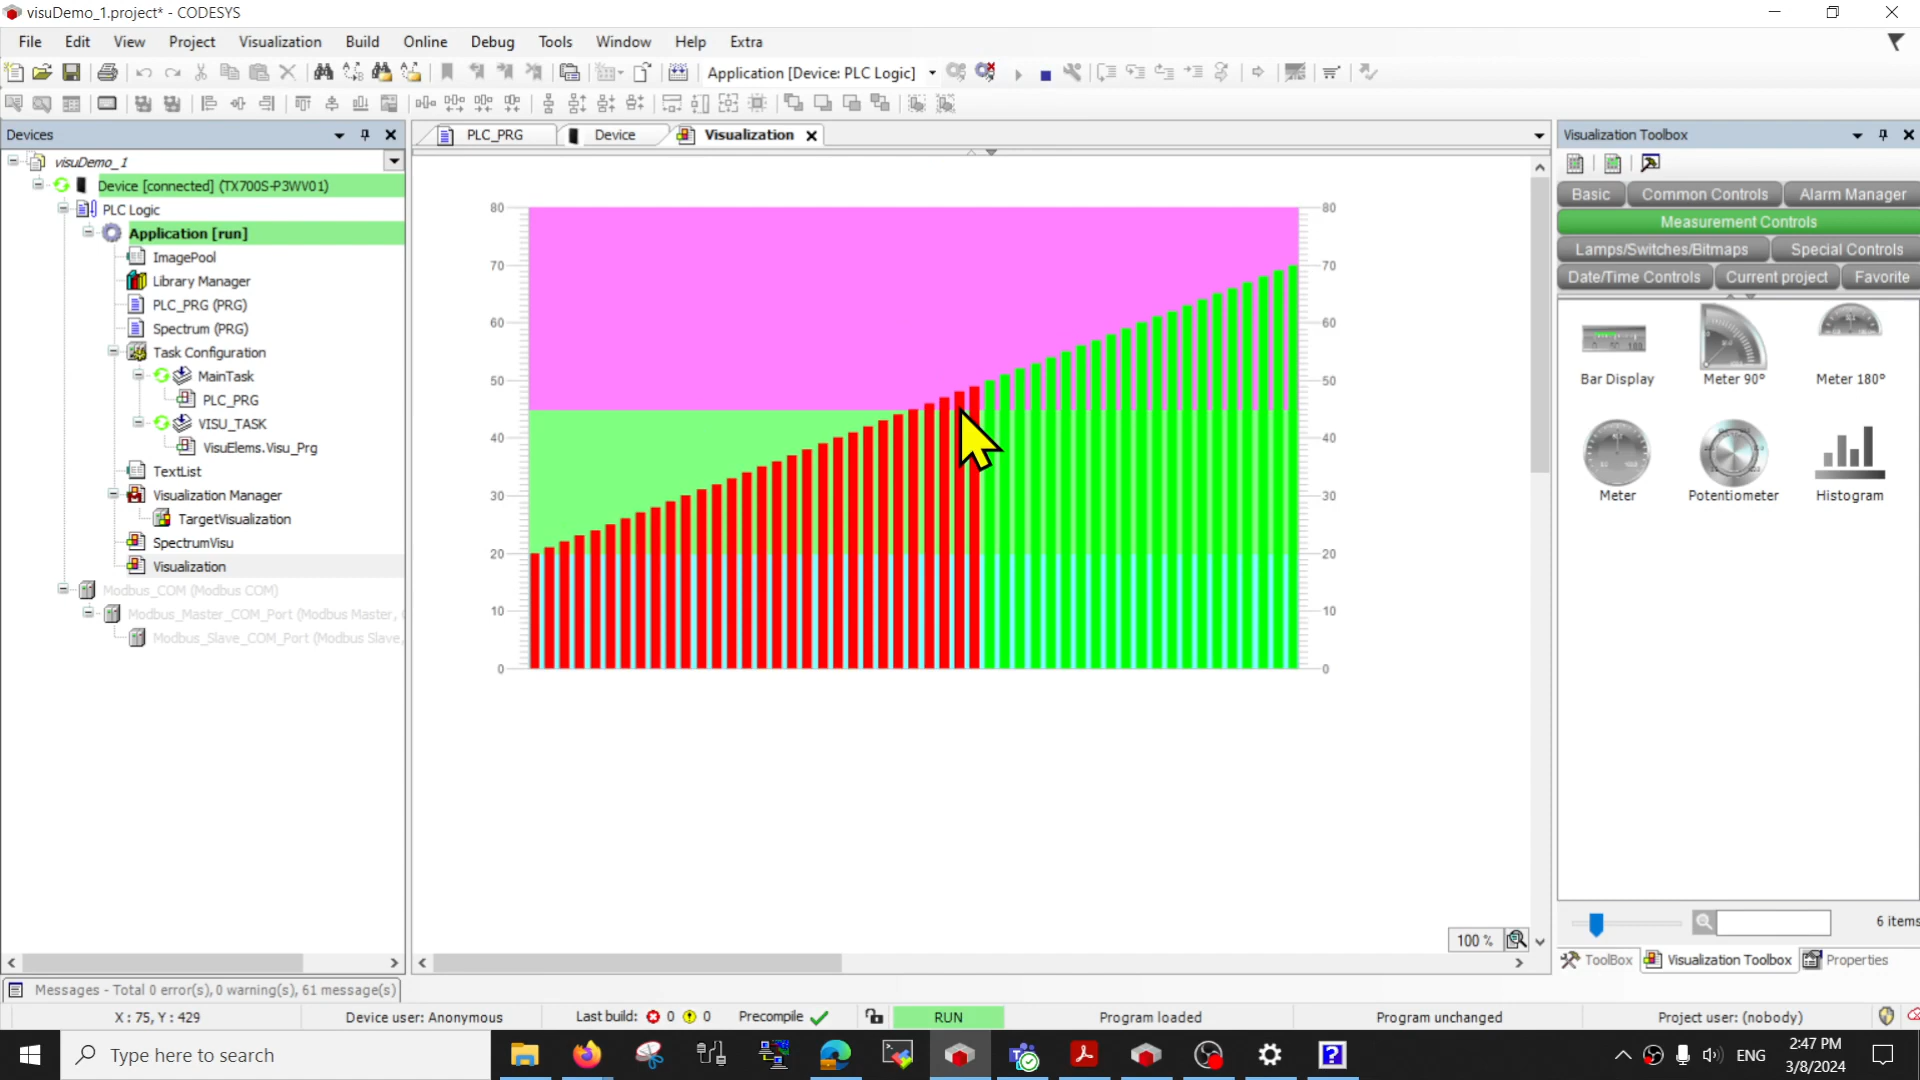 visuDemo_1.project* - CODESYS
File Edit View Project Visualization Build Online Debug Tools Window Help Extra
Application [Device: PLC Logic]
Devices
visuDemo_1
Device [connected] (TX700S-P3WV01)
PLC Logic
Application [run]
ImagePool
Library Manager
PLC_PRG (PRG)
Spectrum (PRG)
Task Configuration
MainTask
PLC_PRG
VISU_TASK
VisuElems.Visu_Prg
TextList
Visualization Manager
TargetVisualization
SpectrumVisu
Visualization
Modbus_COM (Modbus COM)
Modbus_Master_COM_Port (Modbus Master,
Modbus_Slave_COM_Port (Modbus Slave,
PLC_PRG Device Visualization
80 80
70 70
60 60
50 50
40 40
30 30
20 20
10 10
0 0
100 %
Visualization Toolbox
Basic Common Controls Alarm Manager
Measurement Controls
Lamps/Switches/Bitmaps Special Controls
Date/Time Controls Current project Favorite
Bar Display Meter 90° Meter 180°
Meter Potentiometer Histogram
6 items
ToolBox Visualization Toolbox Properties
Messages - Total 0 error(s), 0 warning(s), 61 message(s)
X : 75, Y : 429 Device user: Anonymous Last build: 0 0 Precompile RUN Program loaded Program unchanged Project user: (nobody)
Type here to search
ENG
2:47 PM
3/8/2024